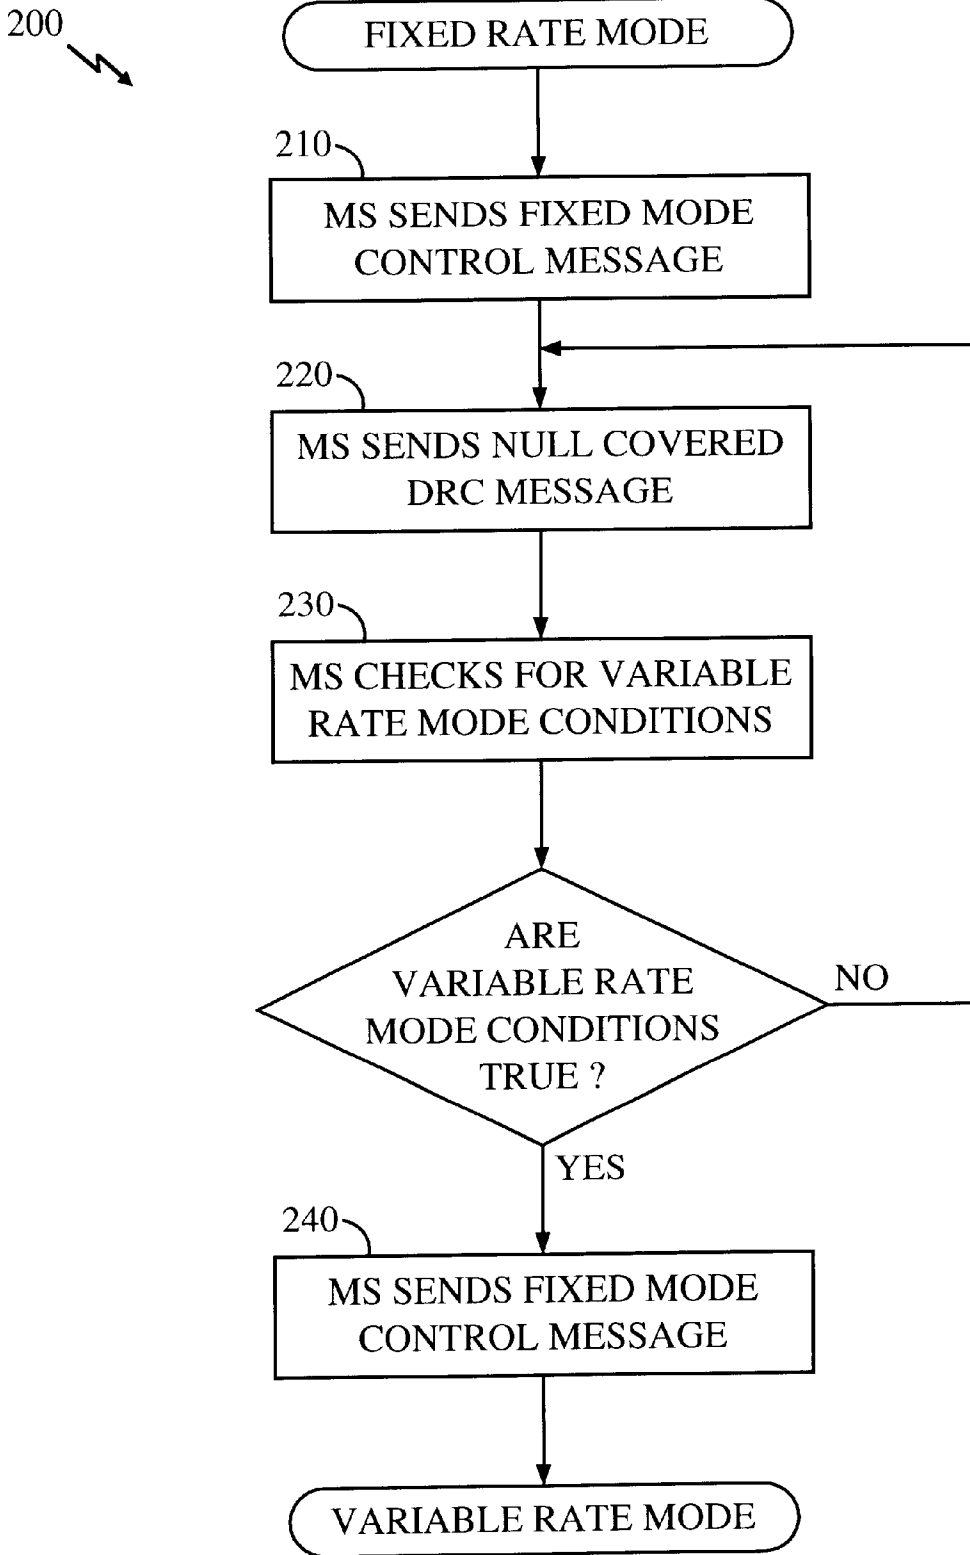 200
FIXED RATE MODE
210
MS SENDS FIXED MODE
CONTROL MESSAGE
220
MS SENDS NULL COVERED
DRC MESSAGE
230
MS CHECKS FOR VARIABLE
RATE MODE CONDITIONS
ARE
VARIABLE RATE
MODE CONDITIONS
TRUE ?
NO
YES
240
MS SENDS FIXED MODE
CONTROL MESSAGE
VARIABLE RATE MODE